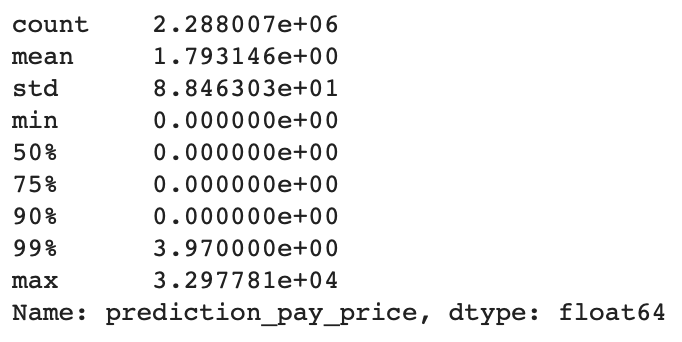 count    2.288007e+06
mean     1.793146e+00
std      8.846303e+01
min      0.000000e+00
50%      0.000000e+00
75%      0.000000e+00
90%      0.000000e+00
99%      3.970000e+00
max      3.297781e+04
Name: prediction_pay_price, dtype: float64